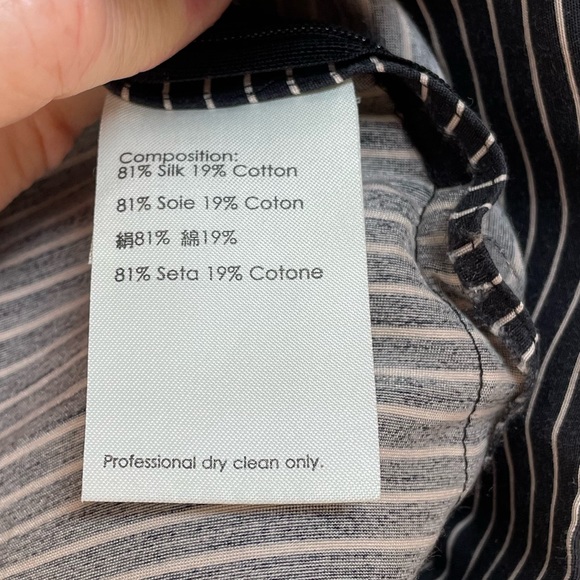 Composition:
81% Silk 19% Cotton
81% Soie 19% Coton
絹81% 綿19%
81% Seta 19% Cotone
Professional dry clean only.